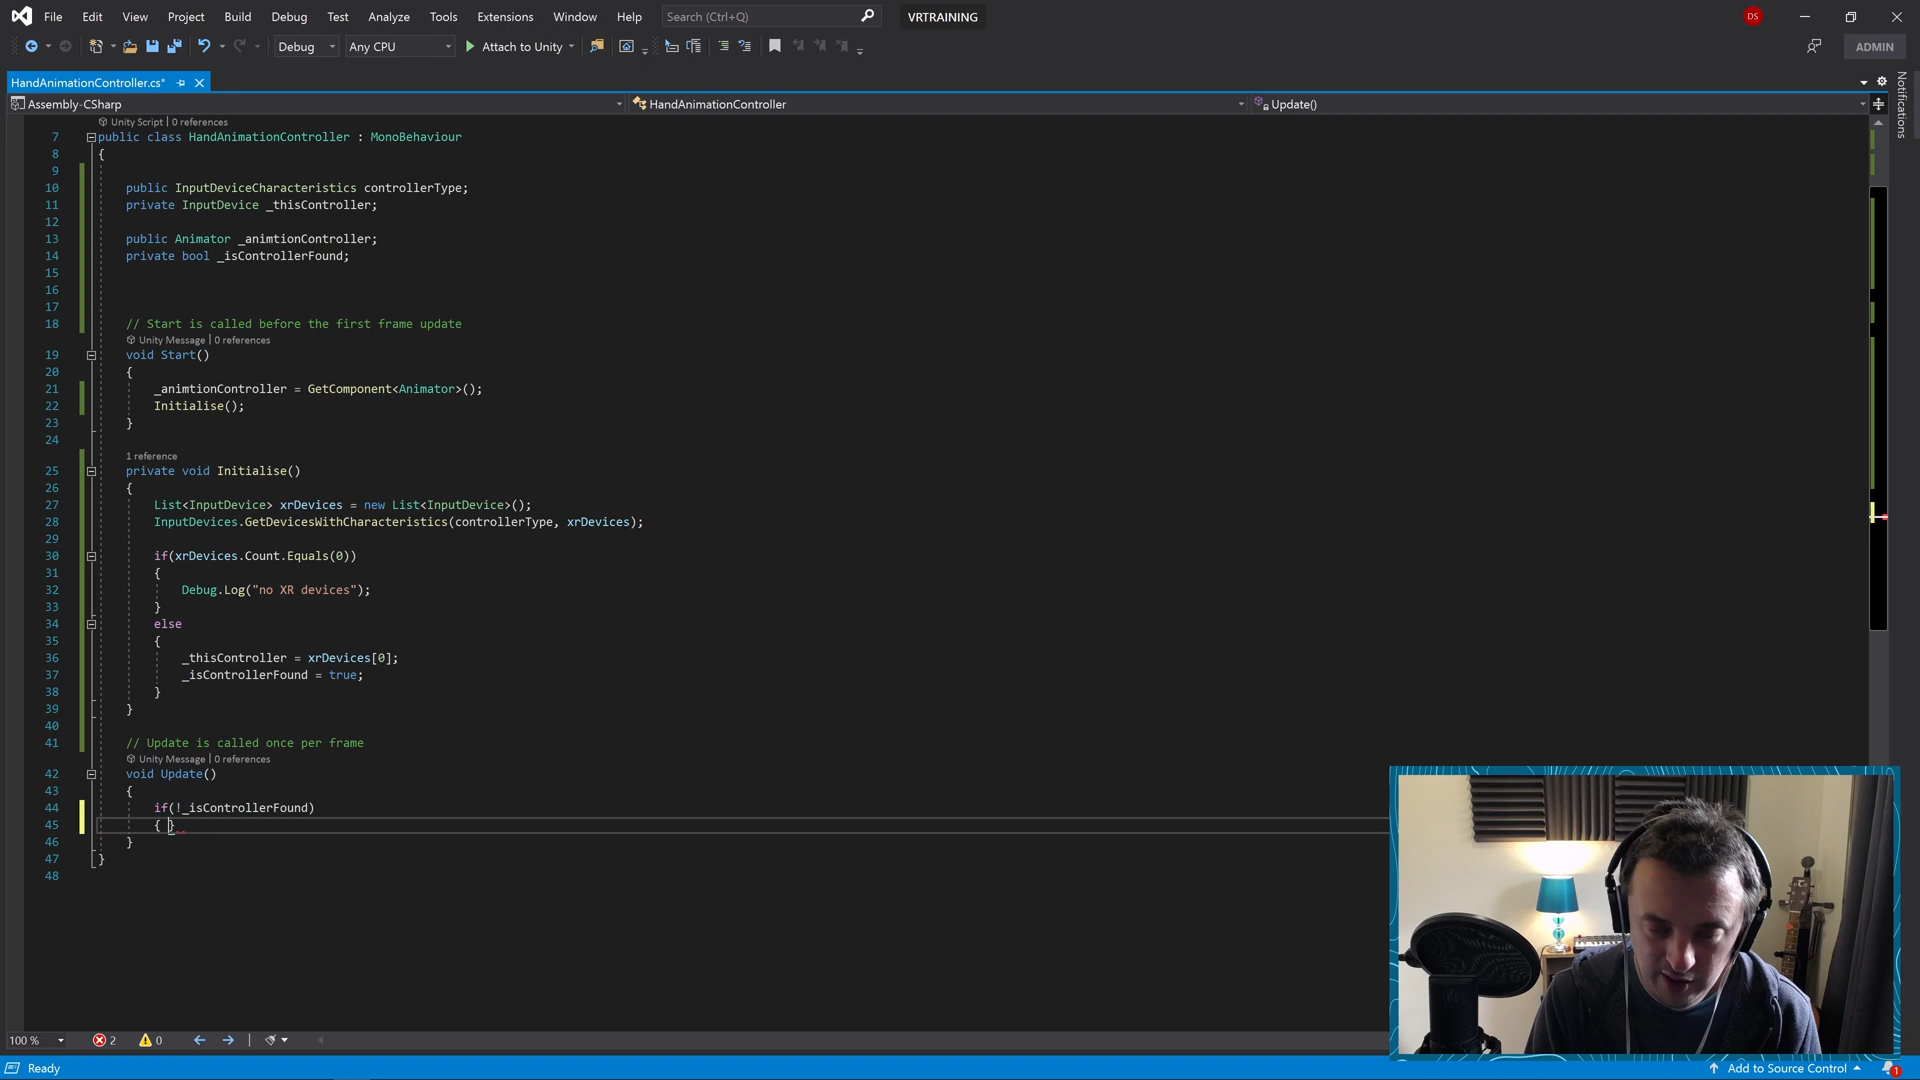 File Edit View Project Build Debug Test Analyze Tools Extensions Window Help Search (Ctrl+Q) VRTRAINING DS
Debug Any CPU Attach to Unity ADMIN
HandAnimationController.cs*
Notifications
Assembly-CSharp HandAnimationController Update()
Unity Script | 0 references
7 public class HandAnimationController : MonoBehaviour
8 {
9
10 public InputDeviceCharacteristics controllerType;
11 private InputDevice _thisController;
12
13 public Animator _animtionController;
14 private bool _isControllerFound;
15
16
17
18 // Start is called before the first frame update
Unity Message | 0 references
19 void Start()
20 {
21 _animtionController = GetComponent<Animator>();
22 Initialise();
23 }
24
1 reference
25 private void Initialise()
26 {
27 List<InputDevice> xrDevices = new List<InputDevice>();
28 InputDevices.GetDevicesWithCharacteristics(controllerType, xrDevices);
29
30 if(xrDevices.Count.Equals(0))
31 {
32 Debug.Log("no XR devices");
33 }
34 else
35 {
36 _thisController = xrDevices[0];
37 _isControllerFound = true;
38 }
39 }
40
41 // Update is called once per frame
Unity Message | 0 references
42 void Update()
43 {
44 if(!_isControllerFound)
45 { }
46 }
47 }
48
100 % 2 0
Ready Add to Source Control 1